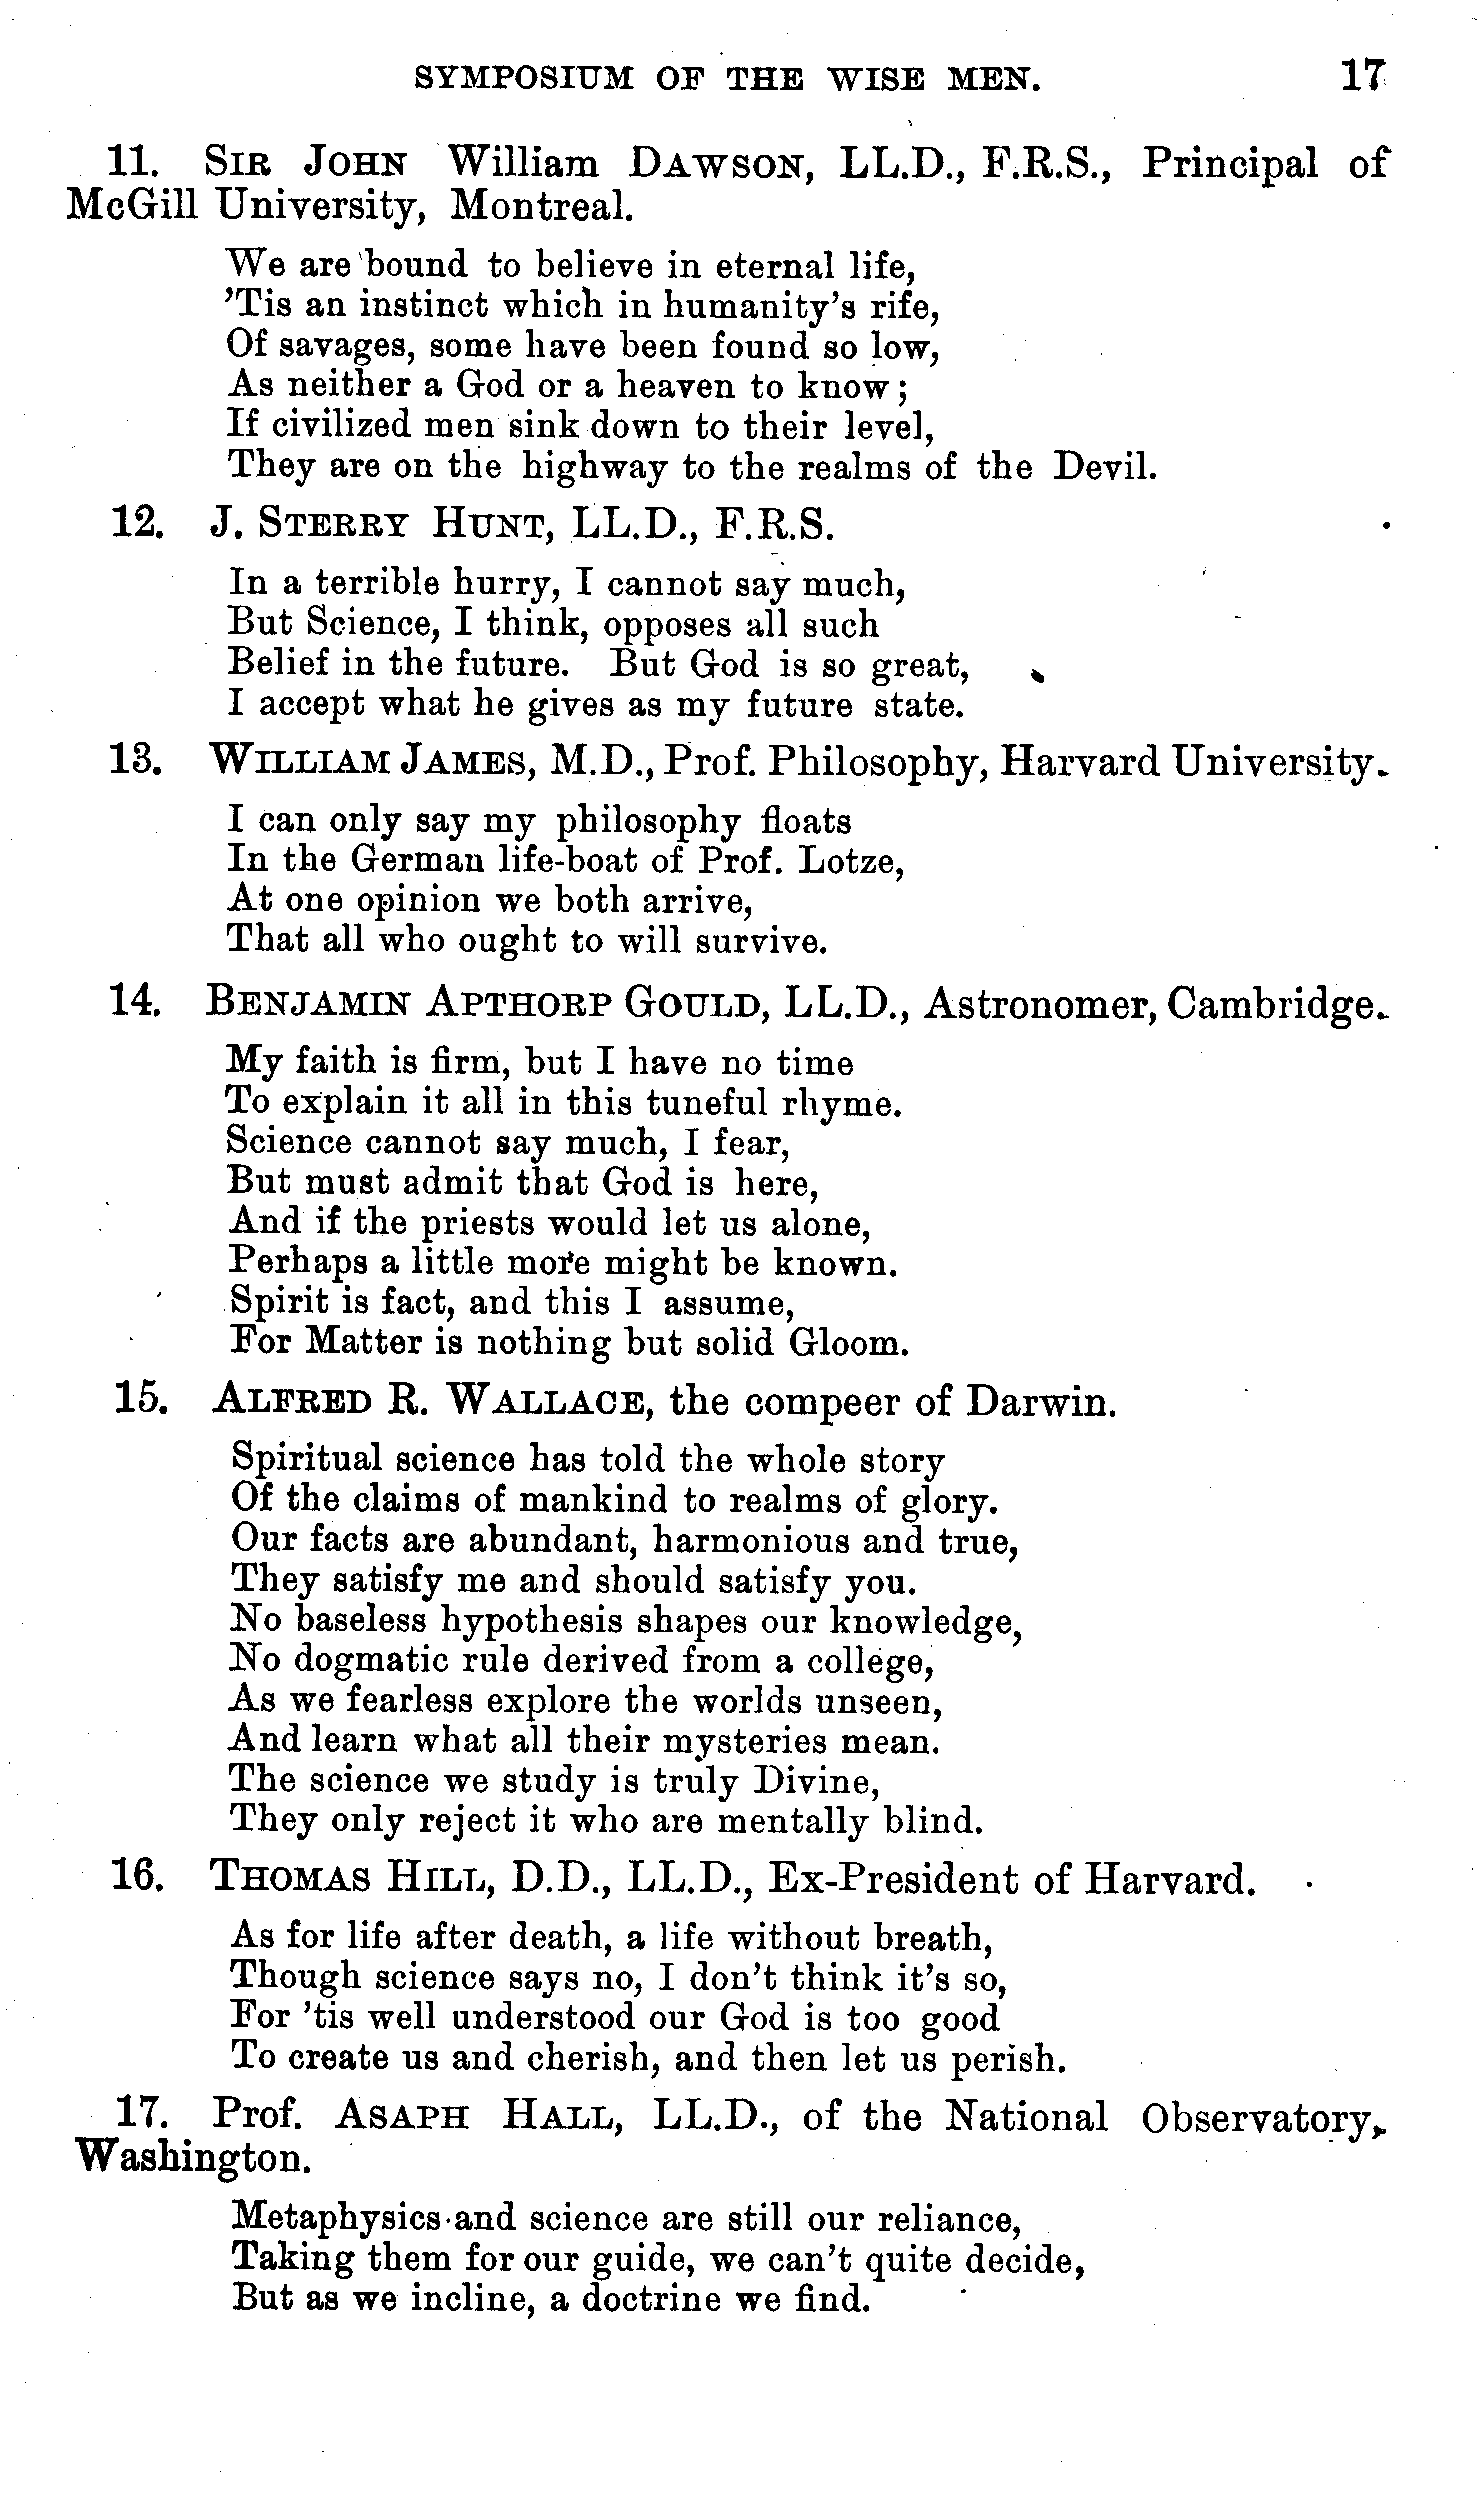 SYMPOSIUM OF THE WISE MEN. 17
11. SIR JOHN William DAWSON, LL.D., F.R.S., Principal of
McGill University, Montreal.
We are bound to believe in eternal life,
'Tis an instinct which in humanity's rife,
Of savages, some have been found so low,
As neither a God or a heaven to know;
If civilized men sink down to their level,
They are on the highway to the realms of the Devil.
12. J. STERRY HUNT, LL.D., F.R.S.
In a terrible hurry, I cannot say much,
But Science, I think, opposes all such
Belief in the future. But God is so great,
I accept what he gives as my future state.
13. WILLIAM JAMES, M.D., Prof. Philosophy, Harvard University.
I can only say my philosophy floats
In the German life-boat of Prof. Lotze,
At one opinion we both arrive,
That all who ought to will survive.
14. BENJAMIN APTHORP GOULD, LL.D., Astronomer, Cambridge.
My faith is firm, but I have no time
To explain it all in this tuneful rhyme.
Science cannot say much, I fear,
But must admit that God is here,
And if the priests would let us alone,
Perhaps a little more might be known.
Spirit is fact, and this I assume,
For Matter is nothing but solid Gloom.
15. ALFRED R. WALLACE, the compeer of Darwin.
Spiritual science has told the whole story
Of the claims of mankind to realms of glory.
Our facts are abundant, harmonious and true,
They satisfy me and should satisfy you.
No baseless hypothesis shapes our knowledge,
No dogmatic rule derived from a college,
As we fearless explore the worlds unseen,
And learn what all their mysteries mean.
The science we study is truly Divine,
They only reject it who are mentally blind.
16. THOMAS HILL, D.D., LL.D., Ex-President of Harvard.
As for life after death, a life without breath,
Though science says no, I don't think it's so,
For 'tis well understood our God is too good
To create us and cherish, and then let us perish.
17. Prof. ASAPH HALL, LL.D., of the National Observatory,
Washington.
Metaphysics and science are still our reliance,
Taking them for our guide, we can't quite decide,
But as we incline, a doctrine we find.